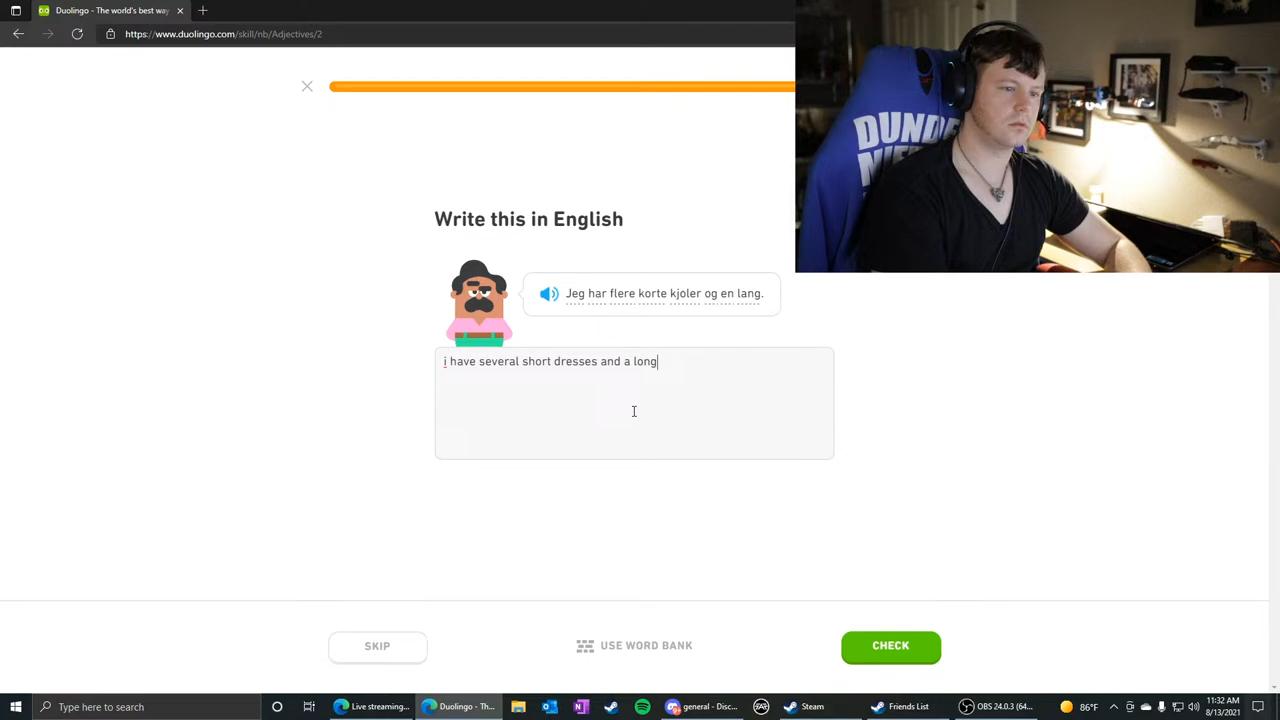 Duolingo - The world's best way
https://www.duolingo.com/skill/nb/Adjectives/2
DUNDE
Write this in English
Jeg har flere korte kjoler og en lang.
i have several short dresses and a long
SKIP
USE WORD BANK
CHECK
Type here to search
Live streaming...
Duolingo - Th...
general - Disc...
Steam
Friends List
OBS 24.0.3 (64-bit...
86°F
11:32 AM
8/13/2021